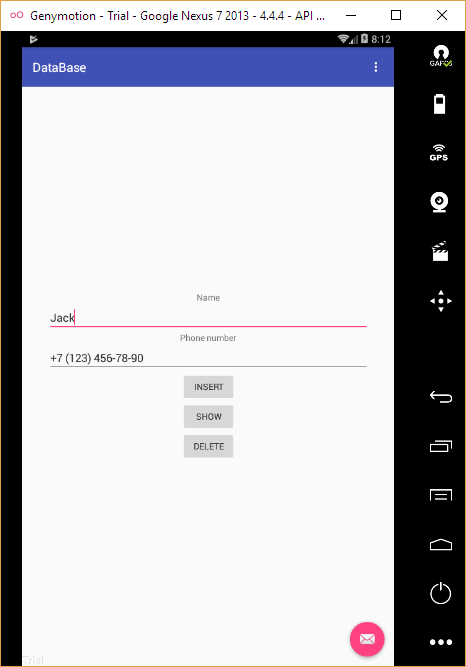 Genymotion - Trial - Google Nexus 7 2013 - 4.4.4 - API ...
8:12
DataBase
Name
Jack
Phone number
+7 (123) 456-78-90
INSERT
SHOW
DELETE
GAPPS
GPS
Trial